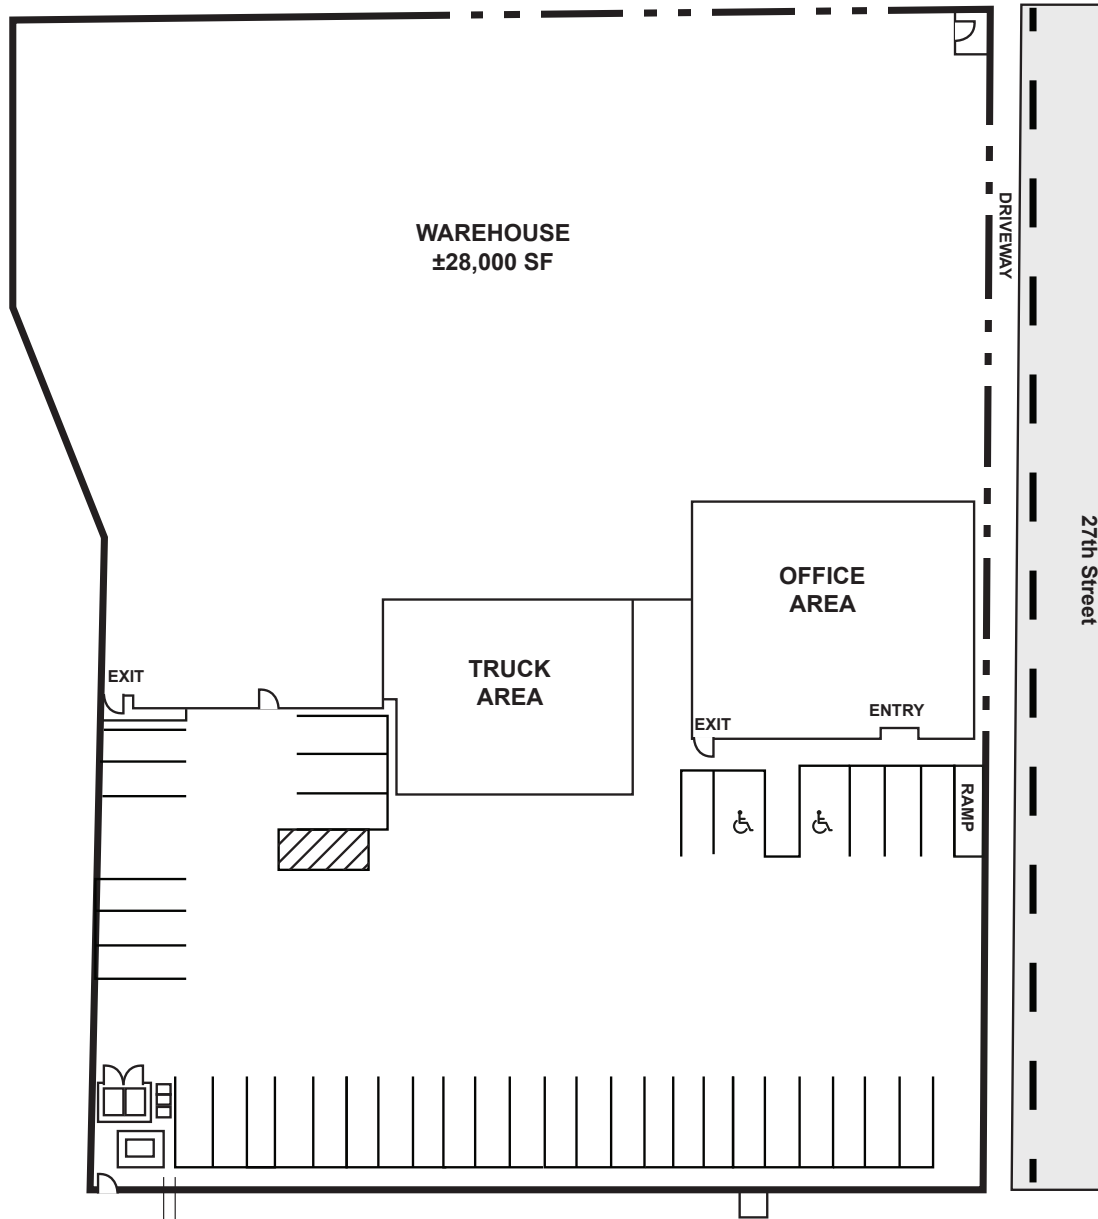 WAREHOUSE
±28,000 SF
DRIVEWAY
27th Street
OFFICE
AREA
TRUCK
AREA
EXIT
EXIT
ENTRY
RAMP